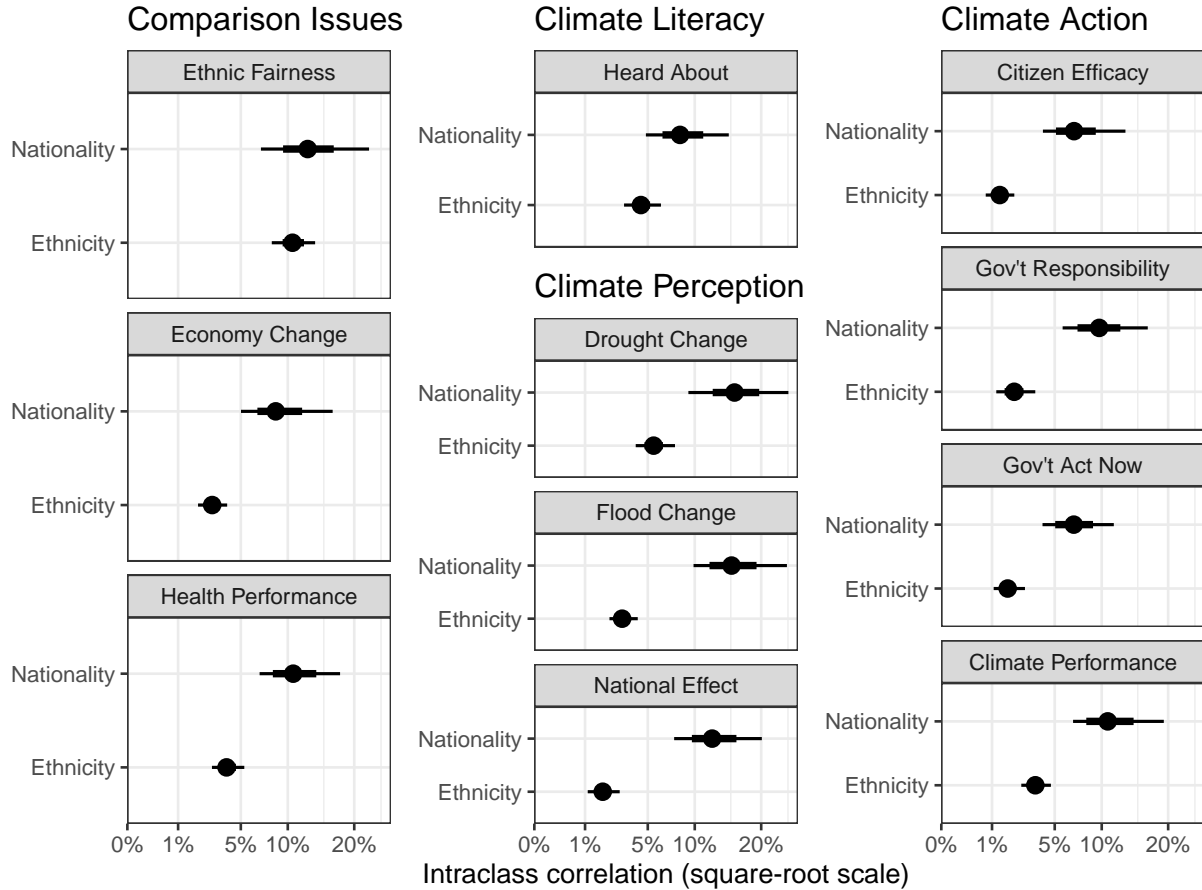 Comparison Issues
Ethnic Fairness
Nationality
Ethnicity
Economy Change
Nationality
Ethnicity
Health Performance
Nationality
Ethnicity
0% 1% 5% 10% 20%
Climate Literacy
Heard About
Nationality
Ethnicity
Climate Perception
Drought Change
Nationality
Ethnicity
Flood Change
Nationality
Ethnicity
National Effect
Nationality
Ethnicity
0% 1% 5% 10% 20%
Climate Action
Citizen Efficacy
Nationality
Ethnicity
Gov't Responsibility
Nationality
Ethnicity
Gov't Act Now
Nationality
Ethnicity
Climate Performance
Nationality
Ethnicity
0% 1% 5% 10% 20%
Intraclass correlation (square-root scale)